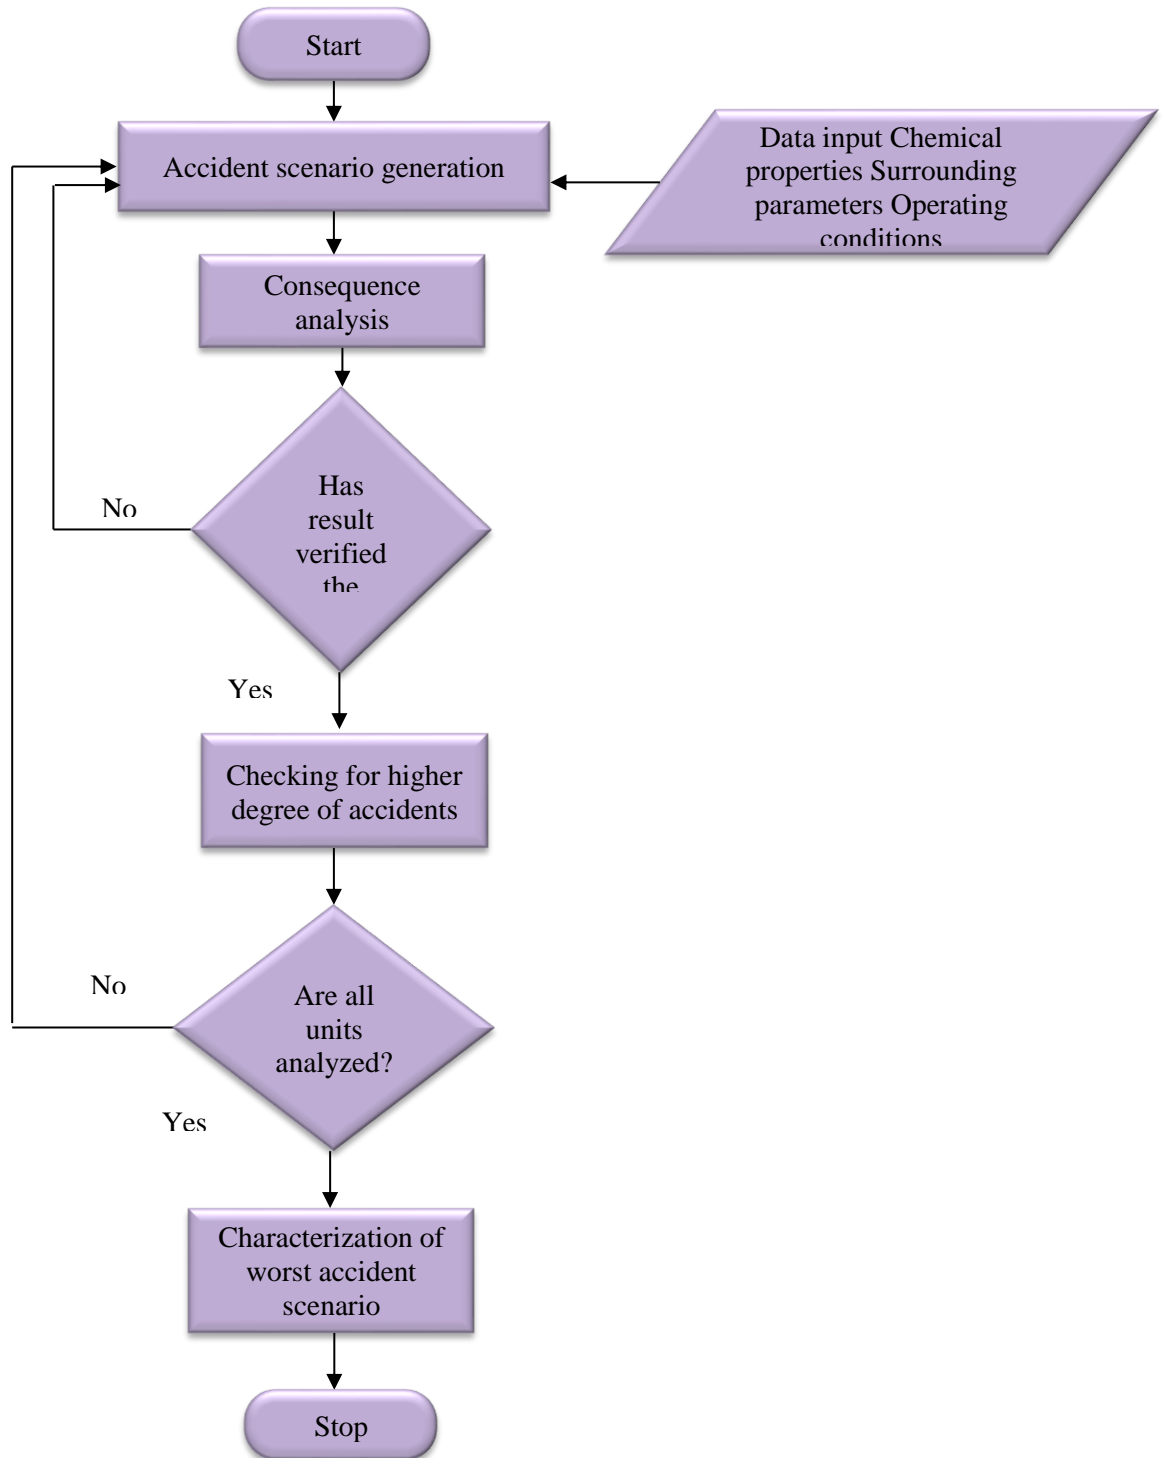 Start
Accident scenario generation
Data input Chemical
properties Surrounding
parameters Operating
conditions
Consequence
analysis
Has
result
verified
the
No
Yes
Checking for higher
degree of accidents
No
Are all
units
analyzed?
Yes
Characterization of
worst accident
scenario
Stop